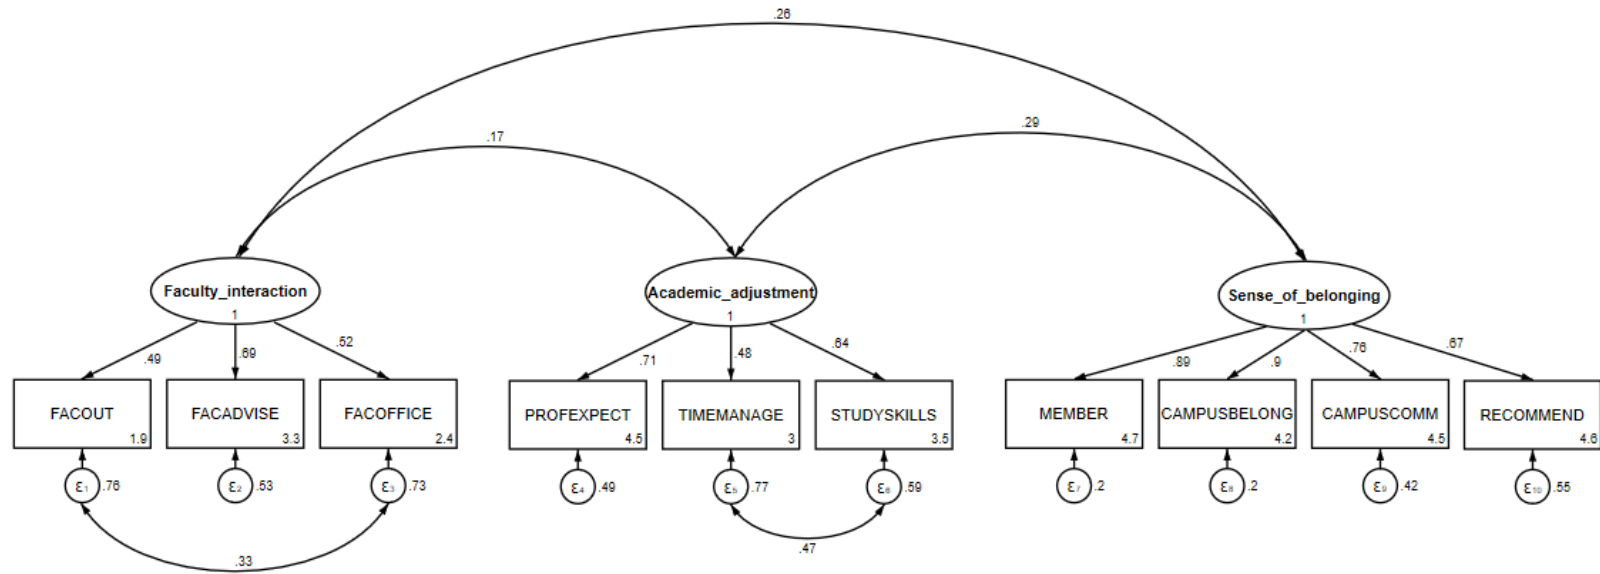 .26
.17
.29
Faculty_interaction
1
Academic_adjustment
1
Sense_of_belonging
1
.49
.69
.52
.71
.48
.64
.89
.9
.76
.67
FACOUT
1.9
FACADVISE
3.3
FACOFFICE
2.4
PROFEXPECT
4.5
TIMEMANAGE
3
STUDYSKILLS
3.5
MEMBER
4.7
CAMPUSBELONG
4.2
CAMPUSCOMM
4.5
RECOMMEND
4.6
ε₁ .76
ε₂ .53
ε₃ .73
ε₄ .49
ε₅ .77
ε₆ .59
ε₇ .2
ε₈ .2
ε₉ .42
ε₁₀ .55
.33
.47